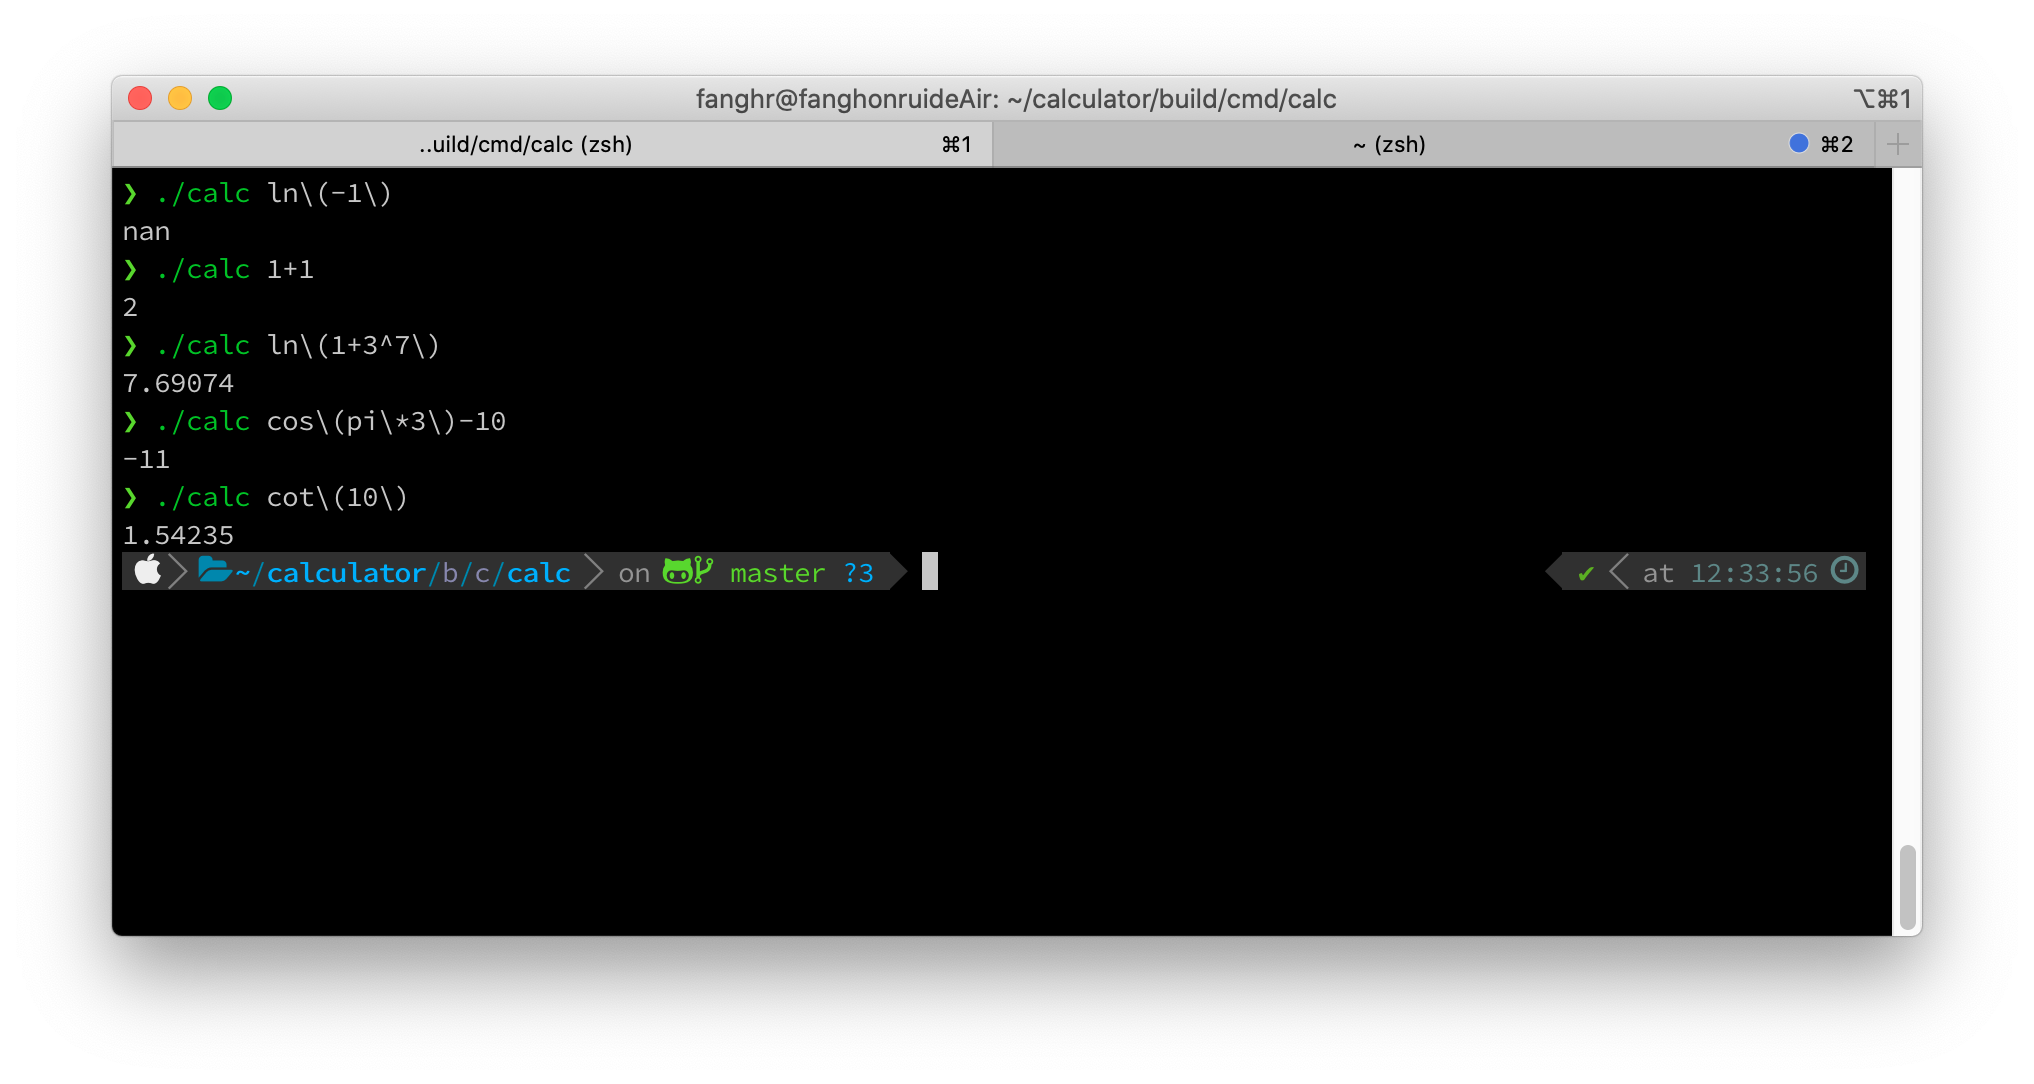 fanghr@fanghonruideAir: ~/calculator/build/cmd/calc ⌥⌘1
..uild/cmd/calc (zsh) ⌘1 ~ (zsh) ⌘2
❯ ./calc ln\(-1\)
nan
❯ ./calc 1+1
2
❯ ./calc ln\(1+3^7\)
7.69074
❯ ./calc cos\(pi\*3\)-10
-11
❯ ./calc cot\(10\)
1.54235
~/calculator/b/c/calc on master ?3 ✔ at 12:33:56